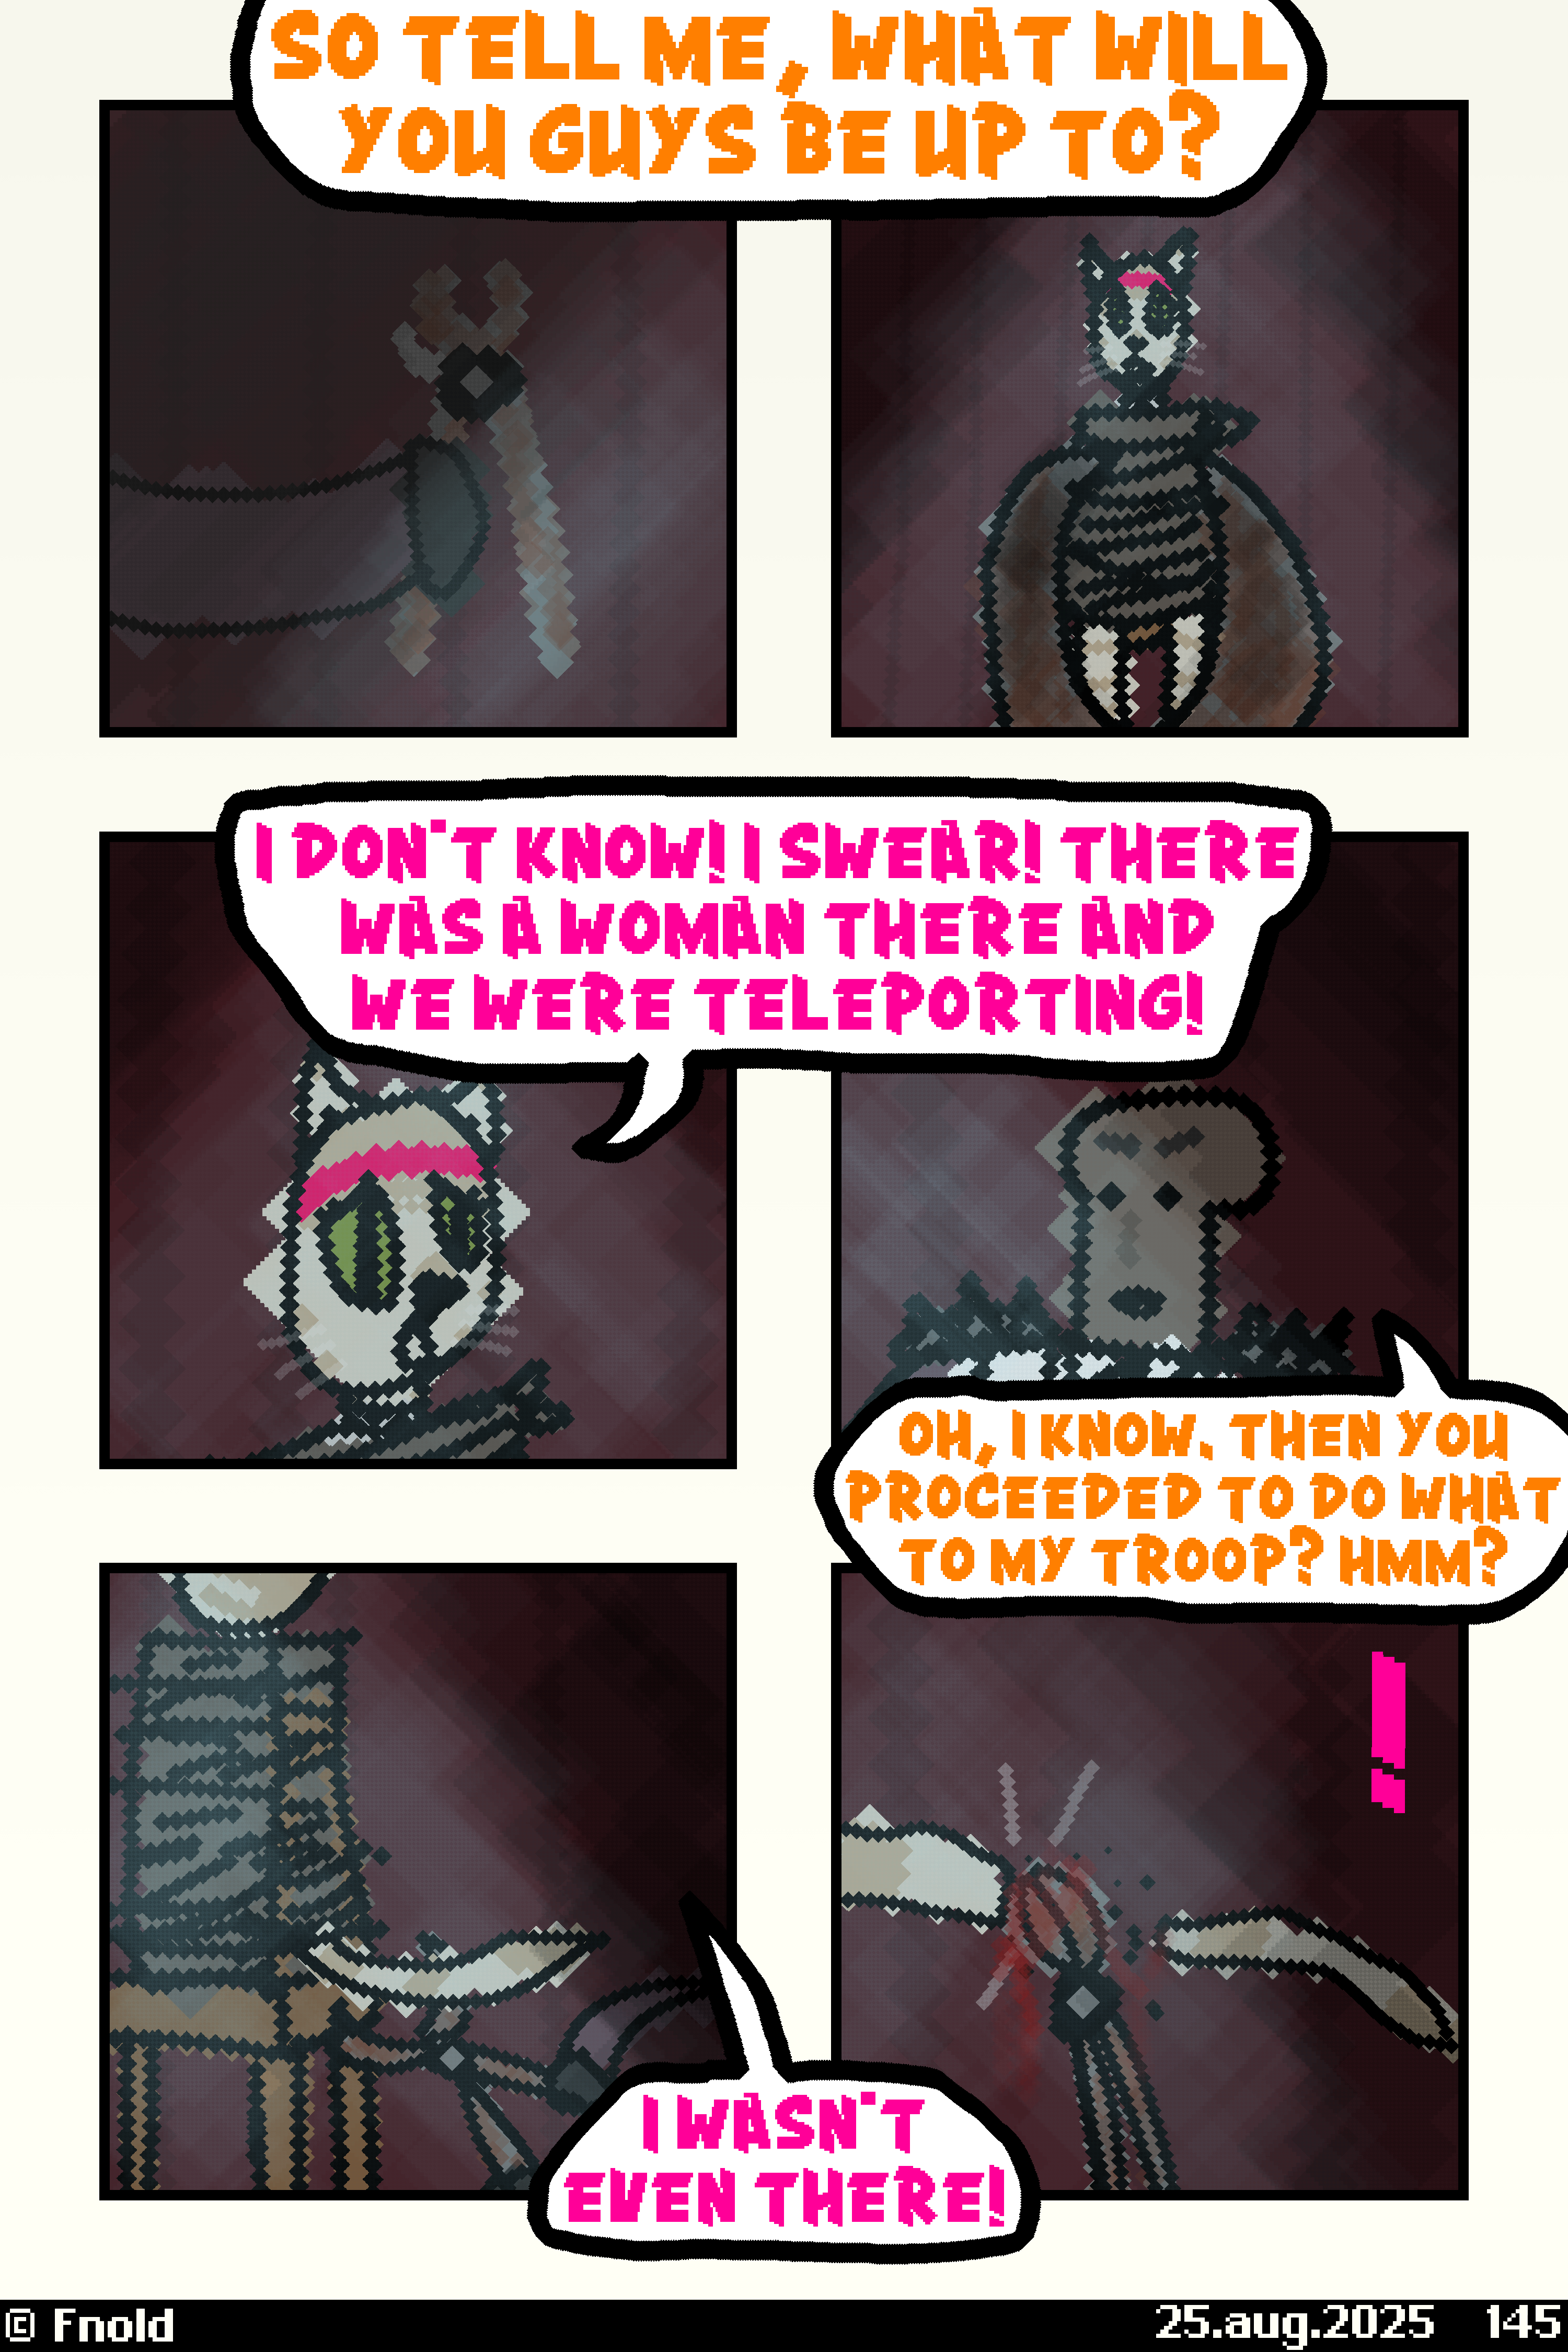 SO TELL ME, WHAT WILL
YOU GUYS BE UP TO?
I DON'T KNOW! I SWEAR! THERE
WAS A WOMAN THERE AND
WE WERE TELEPORTING!
OH, I KNOW. THEN YOU
PROCEEDED TO DO WHAT
TO MY TROOP? HMM?
I WASN'T
EVEN THERE!
!
© Fnold
25.aug.2025 145